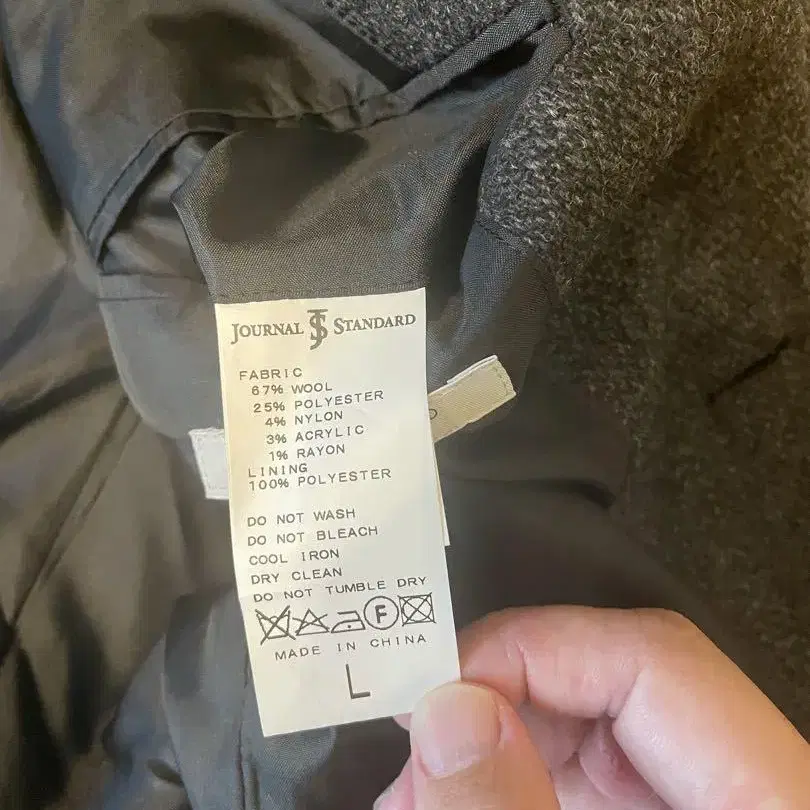 JOURNAL JS STANDARD
FABRIC
67% WOOL
25% POLYESTER
4% NYLON
3% ACRYLIC
1% RAYON
LINING
100% POLYESTER
DO NOT WASH
DO NOT BLEACH
COOL IRON
DRY CLEAN
DO NOT TUMBLE DRY
F
MADE IN CHINA
L